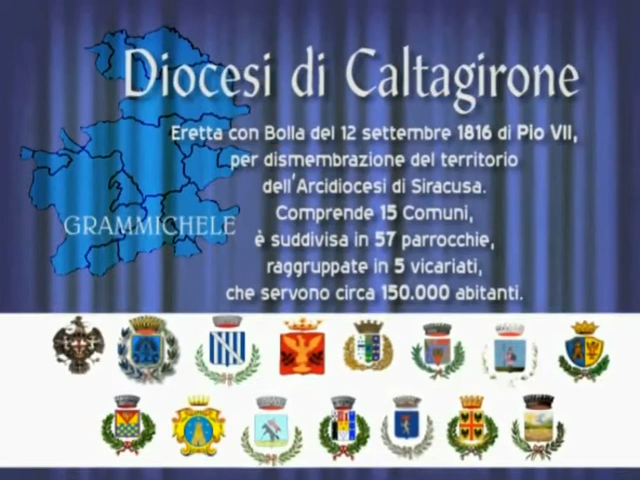 Diocesi di Caltagirone
Eretta con Bolla del 12 settembre 1816 di Pio VII,
per dismembrazione del territorio
dell'Arcidiocesi di Siracusa.
Comprende 15 Comuni,
GRAMMICHELE
è suddivisa in 57 parrocchie,
raggruppate in 5 vicariati,
che servono circa 150.000 abitanti.